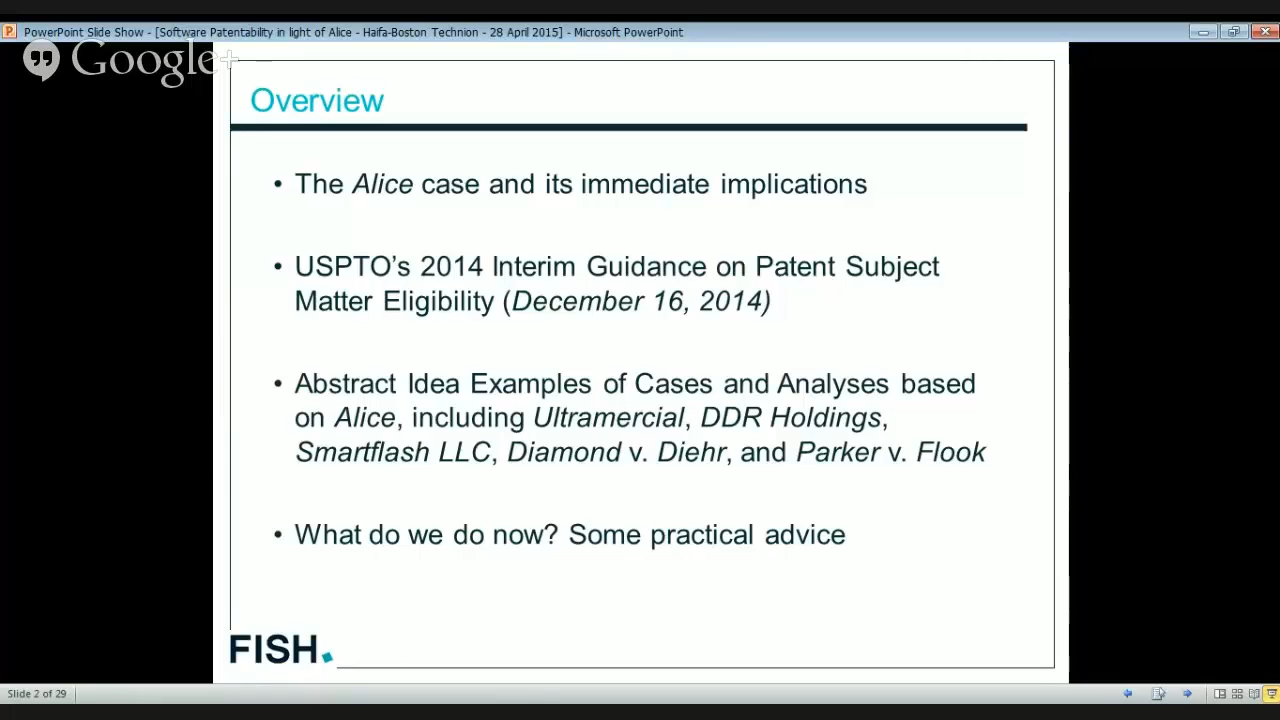 PowerPoint Slide Show - [Software Patentability in light of Alice - Haifa-Boston Technion - 28 April 2015] - Microsoft PowerPoint
Google+
Overview
• The Alice case and its immediate implications
• USPTO's 2014 Interim Guidance on Patent Subject
Matter Eligibility (December 16, 2014)
• Abstract Idea Examples of Cases and Analyses based
on Alice, including Ultramercial, DDR Holdings,
Smartflash LLC, Diamond v. Diehr, and Parker v. Flook
• What do we do now? Some practical advice
FISH.
Slide 2 of 29